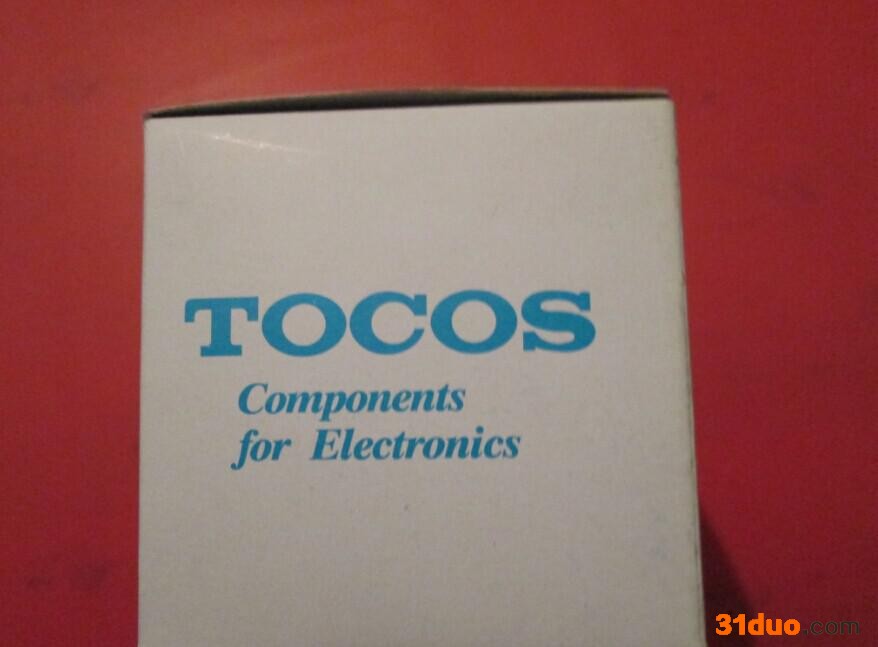 TOCOS
Components
for Electronics
31duo.com